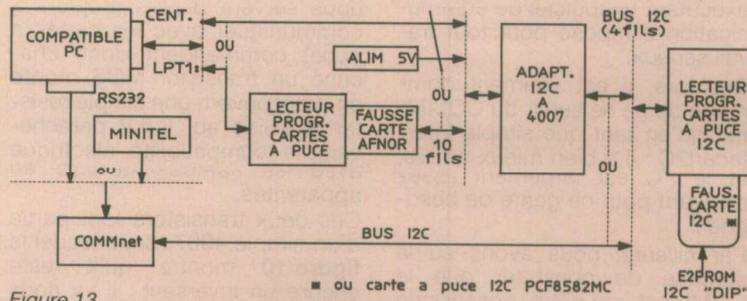 COMPATIBLE
PC
CENT.
LPT1:
RS232
MINITEL
OU
COMMnet
OU
ALIM 5V
LECTEUR
PROGR.
CARTES
A PUCE
FAUSSE
CARTE
AFNOR
OU
10
fils
ADAPT.
I2C
A
4007
BUS I2C
(4fils)
OU
LECTEUR
PROGR.
CARTES
A PUCE
I2C
FAUS.
CARTE
I2C ■
BUS I2C
■ ou carte a puce I2C PCF8582MC
E2PROM
I2C "DIP"
Figure 13